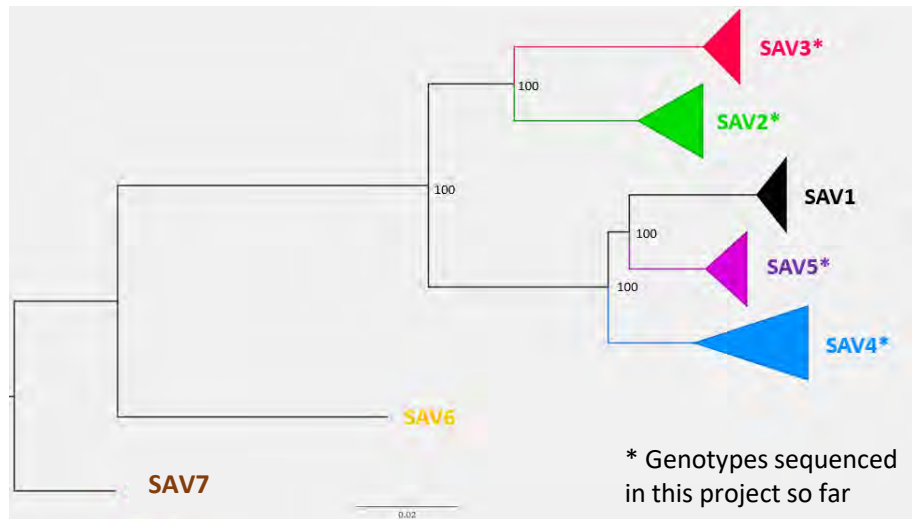 SAV3*
100
SAV2*
100
SAV1
100
SAV5*
100
SAV4*
SAV6
* Genotypes sequenced
in this project so far
SAV7
0.02